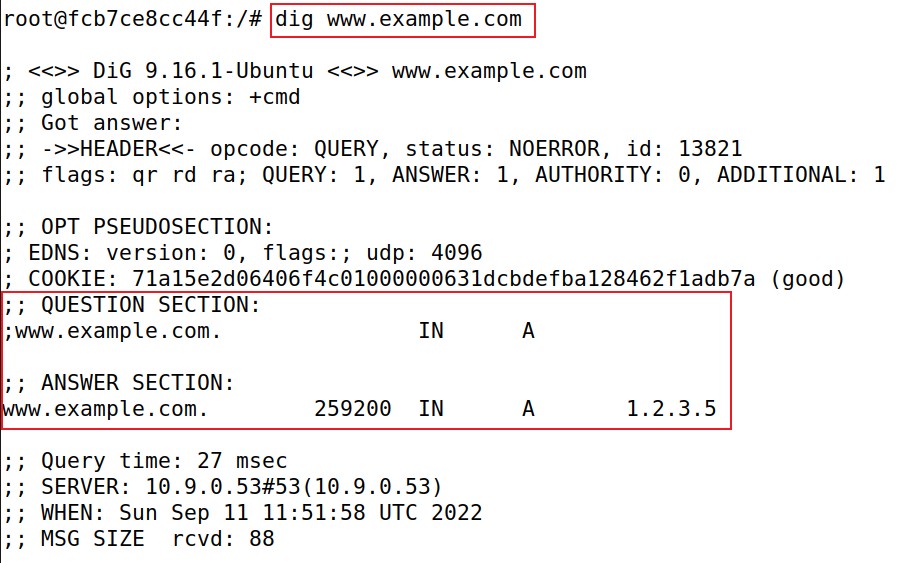 root@fcb7ce8cc44f:/# dig www.example.com
; <<>> DiG 9.16.1-Ubuntu <<>> www.example.com
;; global options: +cmd
;; Got answer:
;; ->>HEADER<<- opcode: QUERY, status: NOERROR, id: 13821
;; flags: qr rd ra; QUERY: 1, ANSWER: 1, AUTHORITY: 0, ADDITIONAL: 1
;; OPT PSEUDOSECTION:
; EDNS: version: 0, flags:; udp: 4096
; COOKIE: 71a15e2d06406f4c01000000631dcbdefba128462f1adb7a (good)
;; QUESTION SECTION:
;www.example.com. IN A
;; ANSWER SECTION:
www.example.com. 259200 IN A 1.2.3.5
;; Query time: 27 msec
;; SERVER: 10.9.0.53#53(10.9.0.53)
;; WHEN: Sun Sep 11 11:51:58 UTC 2022
;; MSG SIZE rcvd: 88